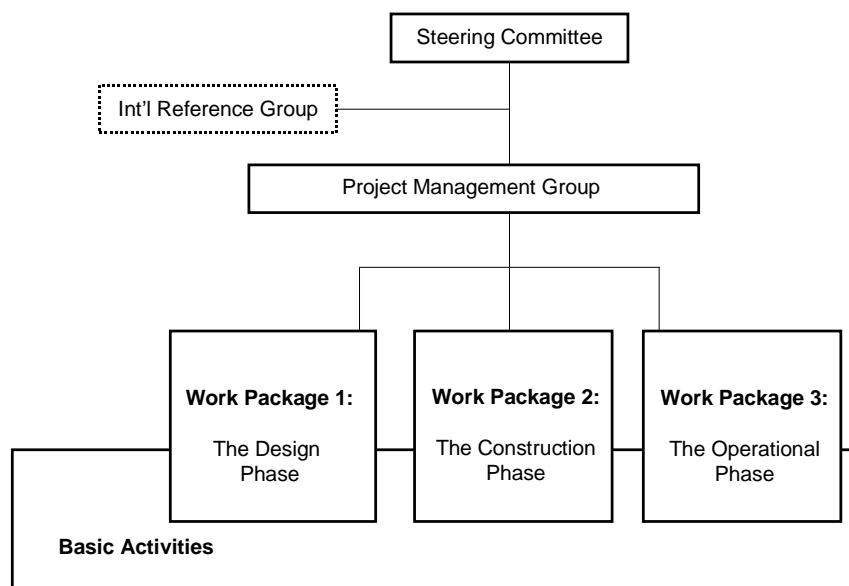 Steering Committee
Int'l Reference Group
Project Management Group
Work Package 1:
The Design
Phase
Work Package 2:
The Construction
Phase
Work Package 3:
The Operational
Phase
Basic Activities